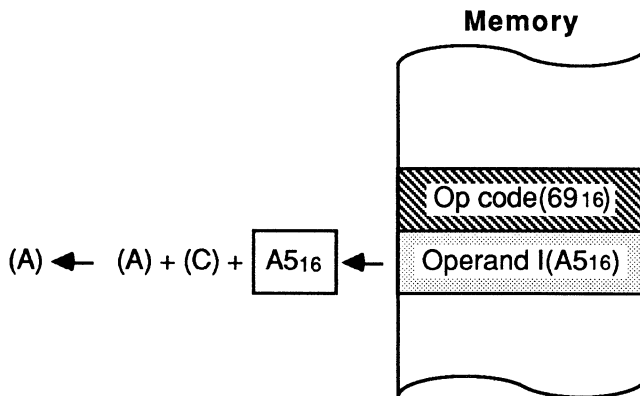 Memory
Op code(69₁₆)
(A) ← (A) + (C) + A5₁₆ ← Operand I(A5₁₆)